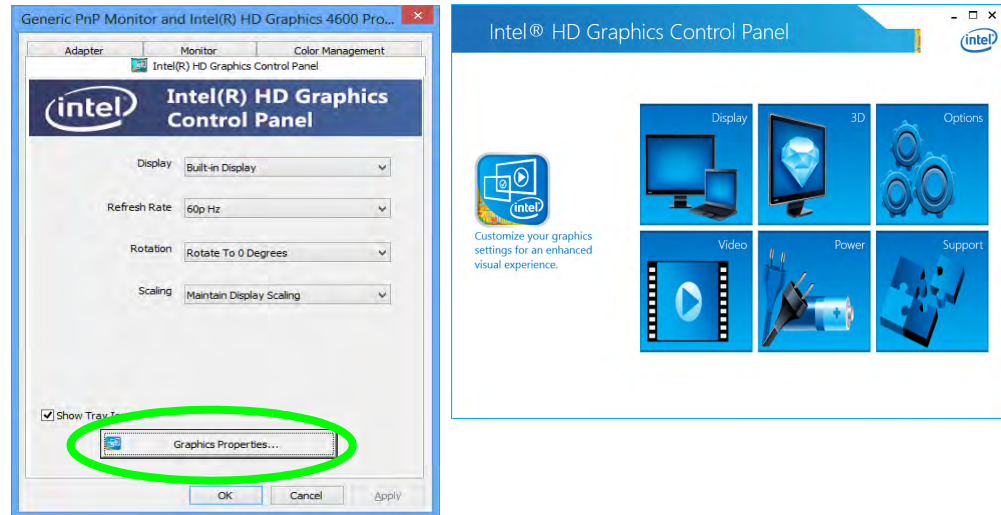 Generic PnP Monitor and Intel(R) HD Graphics 4600 Pro...
Adapter
Monitor
Color Management
Intel(R) HD Graphics Control Panel
intel
Intel(R) HD Graphics
Control Panel
Display
Built-in Display
Refresh Rate
60p Hz
Rotation
Rotate To 0 Degrees
Scaling
Maintain Display Scaling
Show Tray
Graphics Properties...
OK
Cancel
Apply
Intel® HD Graphics Control Panel
intel
intel
Customize your graphics
settings for an enhanced
visual experience.
Display
3D
Options
Video
Power
Support